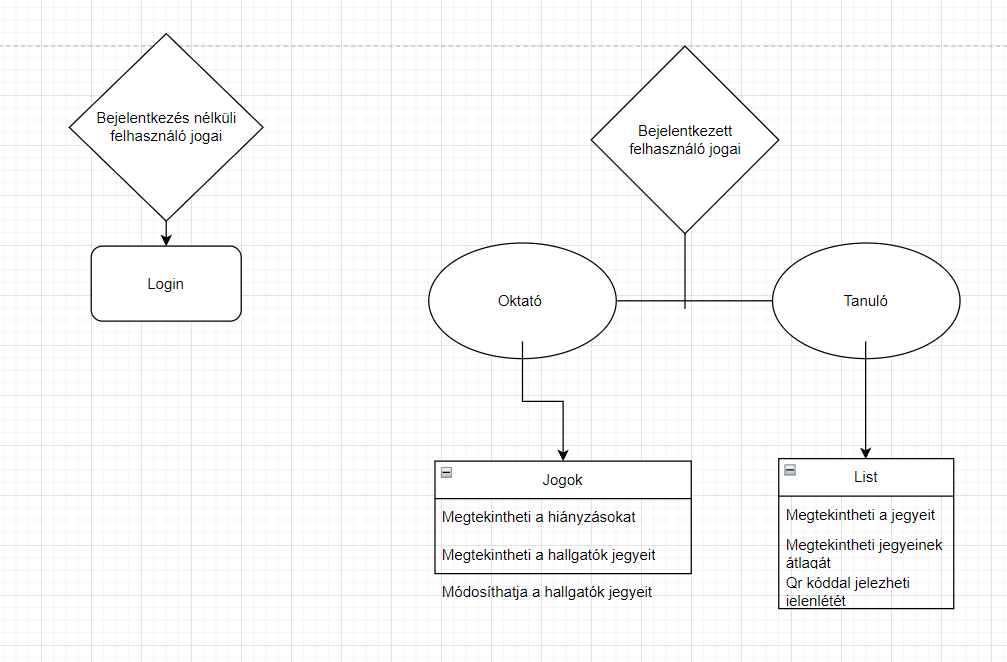 Bejelentkezés nélküli
felhasználó jogai
Login
Bejelentkezett
felhasználó jogai
Oktató
Tanuló
Jogok
Megtekintheti a hiányzásokat
Megtekintheti a hallgatók jegyeit
Módosíthatja a hallgatók jegyeit
List
Megtekintheti a jegyeit
Megtekintheti jegyeinek
átlagát
Qr kóddal jelezheti
jelenlétét